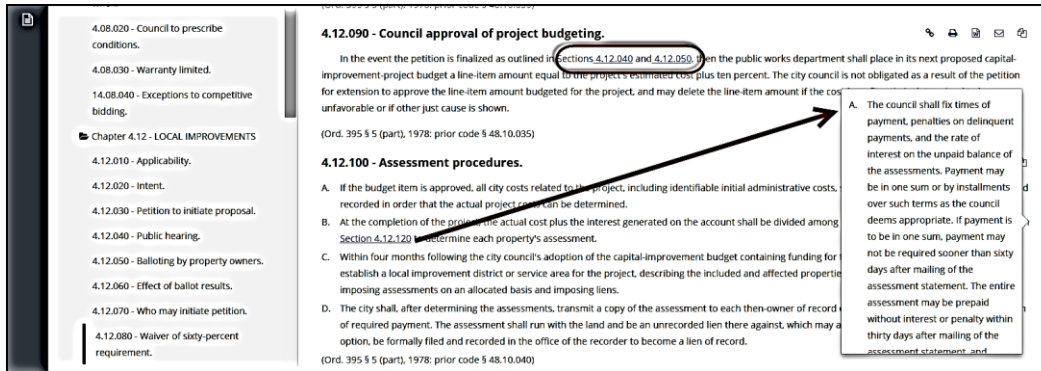 4.08.020 - Council to prescribe
conditions.
4.08.030 - Warranty limited.
14.08.040 - Exceptions to competitive
bidding.
Chapter 4.12 - LOCAL IMPROVEMENTS
4.12.010 - Applicability.
4.12.020 - Intent.
4.12.030 - Petition to initiate proposal.
4.12.040 - Public hearing.
4.12.050 - Balloting by property owners.
4.12.060 - Effect of ballot results.
4.12.070 - Who may initiate petition.
4.12.080 - Waiver of sixty-percent
requirement.
4.12.090 - Council approval of project budgeting.
In the event the petition is finalized as outlined in Sections 4.12.040 and 4.12.050, then the public works department shall place in its next proposed capital-
improvement-project budget a line-item amount equal to the project's estimated cost plus ten percent. The city council is not obligated as a result of the petition
for extension to approve the line-item amount budgeted for the project, and may delete the line-item amount if the
unfavorable or if other just cause is shown.
(Ord. 395 § 5 (part), 1978: prior code § 48.10.035)
4.12.100 - Assessment procedures.
A. If the budget item is approved, all city costs related to the project, including identifiable initial administrative costs,
recorded in order that the actual project costs can be determined.
B. At the completion of the project, the actual cost plus the interest generated on the account shall be divided among
Section 4.12.120 to determine each property's assessment.
C. Within four months following the city council's adoption of the capital-improvement budget containing funding for
establish a local improvement district or service area for the project, describing the included and affected
imposing assessments on an allocated basis and imposing liens.
D. The city shall, after determining the assessments, transmit a copy of the assessment to each then-owner of record
of required payment. The assessment shall run with the land and be an unrecorded lien there against, which may
option, be formally filed and recorded in the office of the recorder to become a lien of record.
(Ord. 395 § 5 (part), 1978: prior code § 48.10.040)
A. The council shall fix times of
payment, penalties on delinquent
payments, and the rate of
interest on the unpaid balance of
the assessments. Payment may
be in one sum or by installments
over such terms as the council
deems appropriate. If payment is
to be in one sum, payment may
not be required sooner than sixty
days after mailing of the
assessment statement. The entire
assessment may be prepaid
without interest or penalty within
thirty days after mailing of the
assessment statement, and